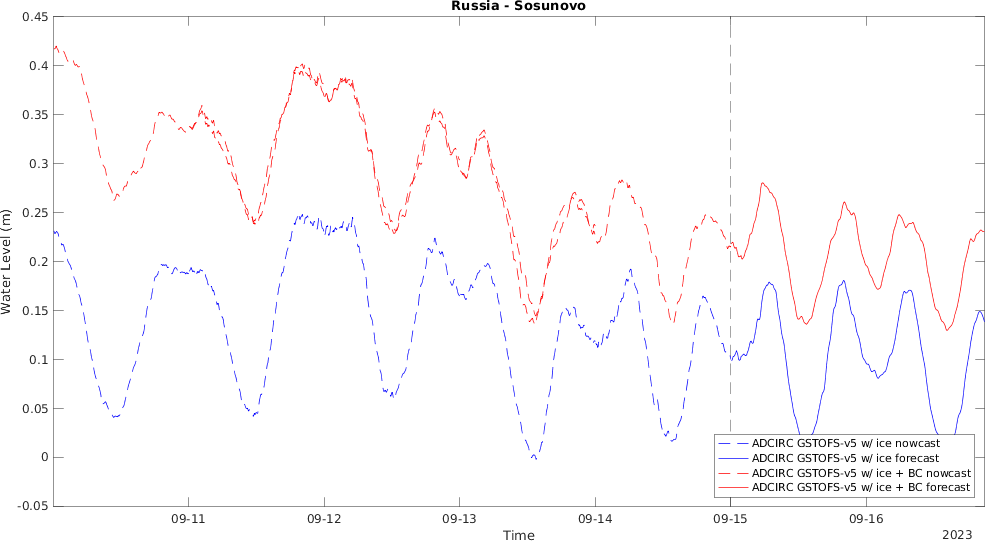 Russia - Sosunovo
0.45
0.4
0.35
0.3
0.25
0.2
0.15
0.1
0.05
0
-0.05
Water Level (m)
ADCIRC GSTOFS-v5 w/ ice nowcast
ADCIRC GSTOFS-v5 w/ ice forecast
ADCIRC GSTOFS-v5 w/ ice + BC nowcast
ADCIRC GSTOFS-v5 w/ ice + BC forecast
09-11 09-12 09-13 09-14 09-15 09-16
Time
2023